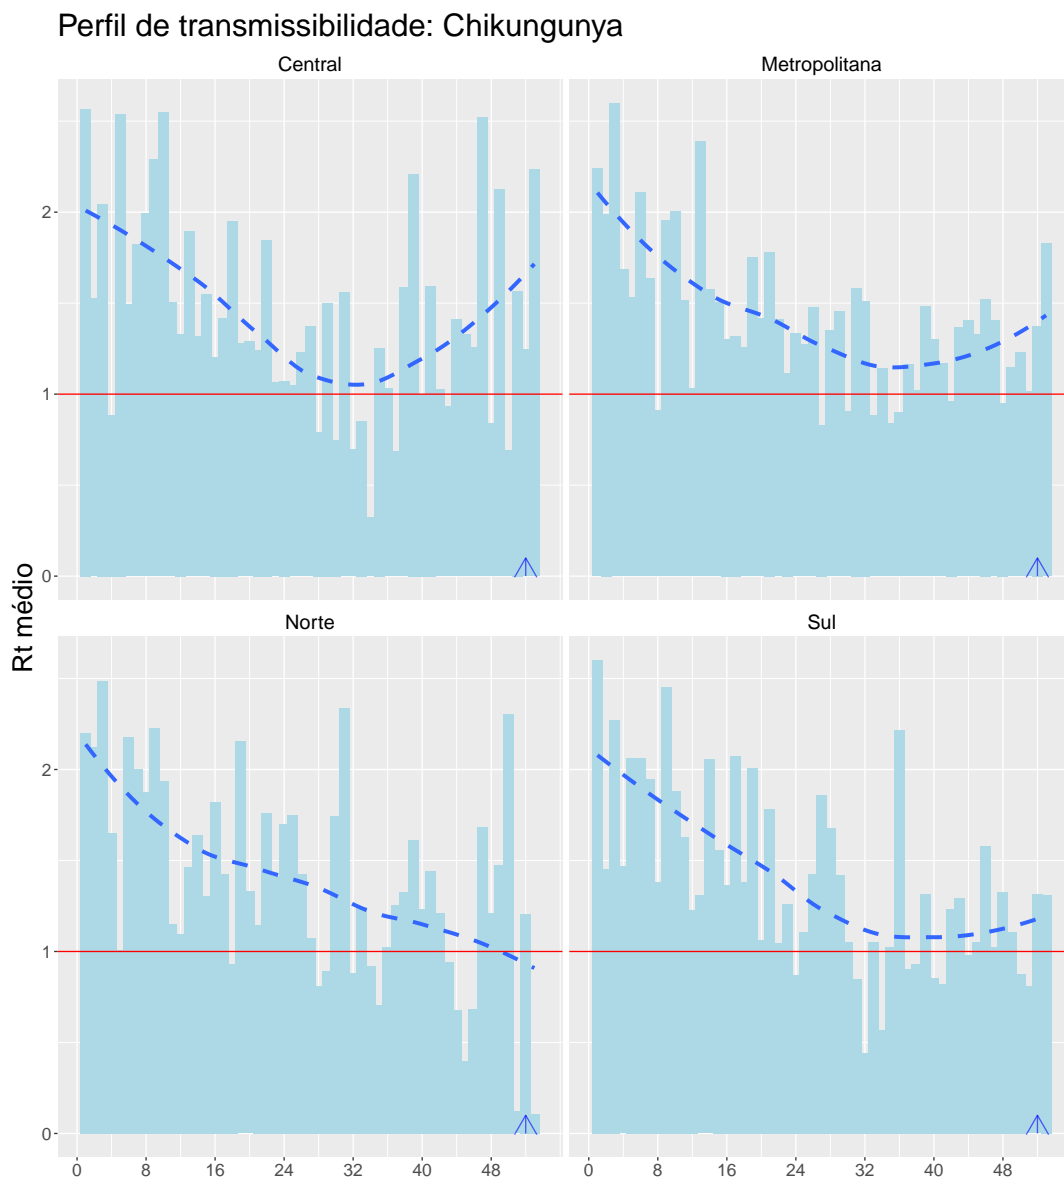 Perfil de transmissibilidade: Chikungunya
Central
Metropolitana
2
1
0
Norte
Sul
2
1
0
Rt médio
0 8 16 24 32 40 48
0 8 16 24 32 40 48